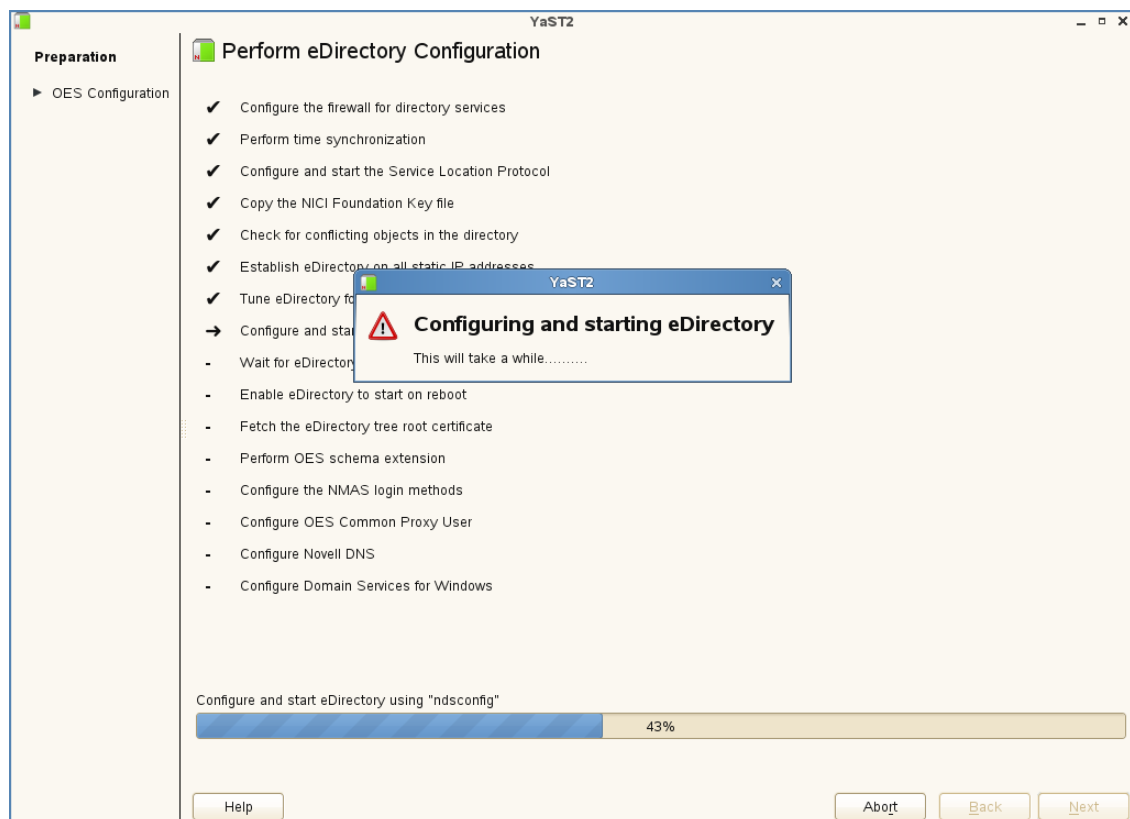 YaST2
Preparation
OES Configuration
Perform eDirectory Configuration
Configure the firewall for directory services
Perform time synchronization
Configure and start the Service Location Protocol
Copy the NICI Foundation Key file
Check for conflicting objects in the directory
Establish eDirectory on all static IP addresses
Tune eDirectory fo
Configure and star
Wait for eDirectory
Enable eDirectory to start on reboot
Fetch the eDirectory tree root certificate
Perform OES schema extension
Configure the NMAS login methods
Configure OES Common Proxy User
Configure Novell DNS
Configure Domain Services for Windows
YaST2
Configuring and starting eDirectory
This will take a while..........
Configure and start eDirectory using "ndsconfig"
43%
Help
Abort
Back
Next